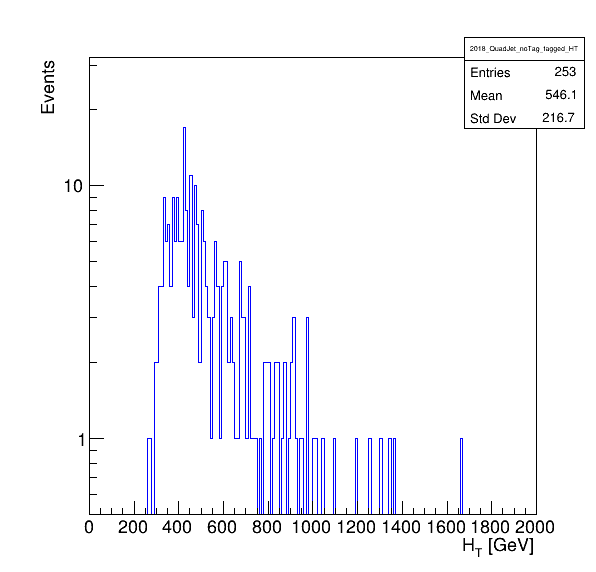 2018_QuadJet_noTag_tagged_HT
Entries 253
Mean 546.1
Std Dev 216.7
Events
10
1
0 200 400 600 800 1000 1200 1400 1600 1800 2000
H_T [GeV]